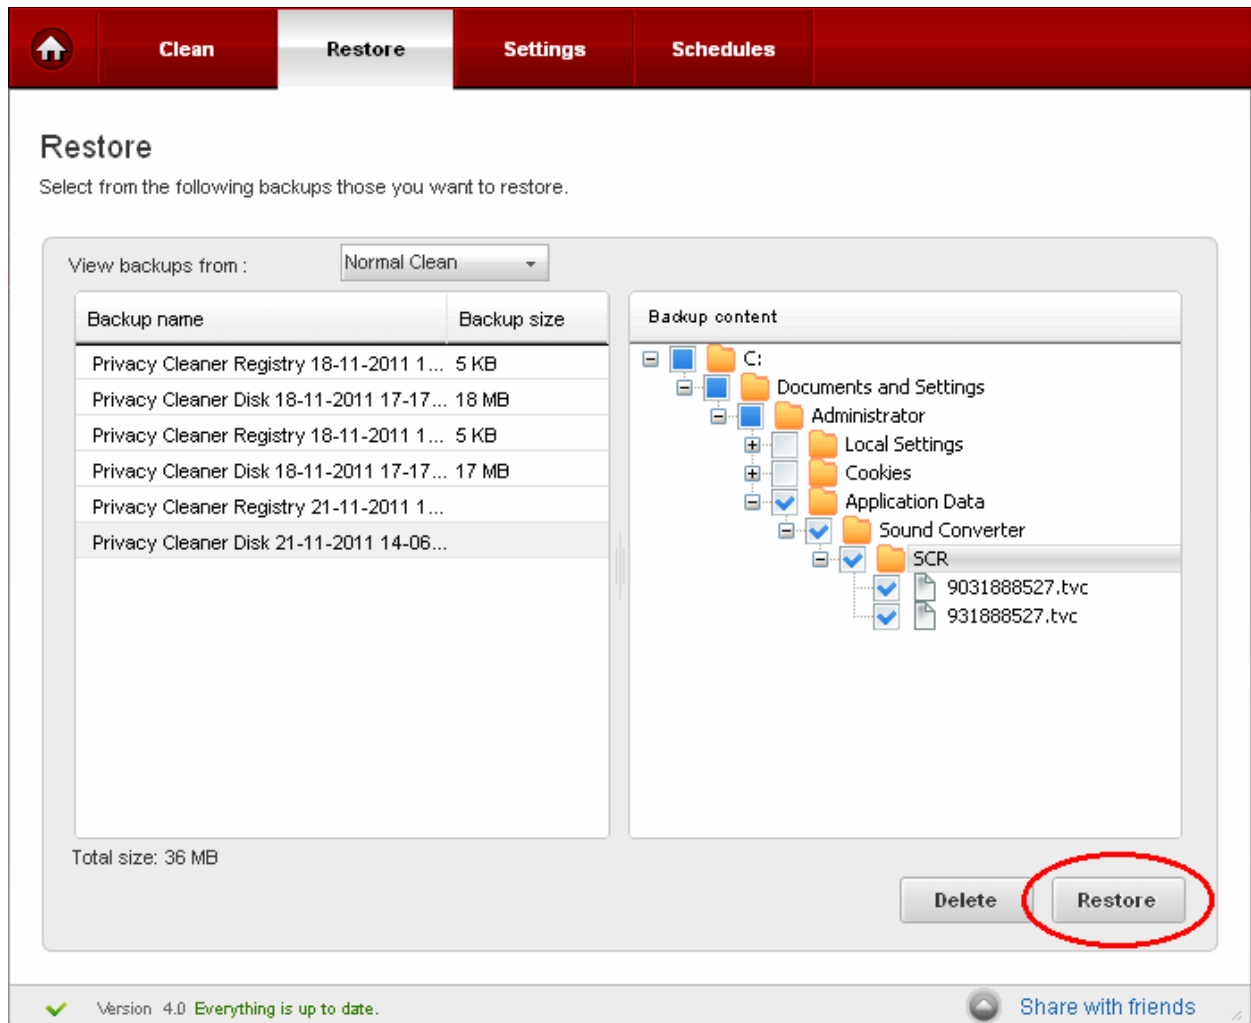 Clean Restore Settings Schedules
Restore
Select from the following backups those you want to restore.
View backups from : Normal Clean
Backup name Backup size
Privacy Cleaner Registry 18-11-2011 1... 5 KB
Privacy Cleaner Disk 18-11-2011 17-17... 18 MB
Privacy Cleaner Registry 18-11-2011 1... 5 KB
Privacy Cleaner Disk 18-11-2011 17-17... 17 MB
Privacy Cleaner Registry 21-11-2011 1...
Privacy Cleaner Disk 21-11-2011 14-06...
Total size: 36 MB
Backup content
C:
Documents and Settings
Administrator
Local Settings
Cookies
Application Data
Sound Converter
SCR
9031888527.tvc
931888527.tvc
Delete Restore
Version 4.0 Everything is up to date. Share with friends